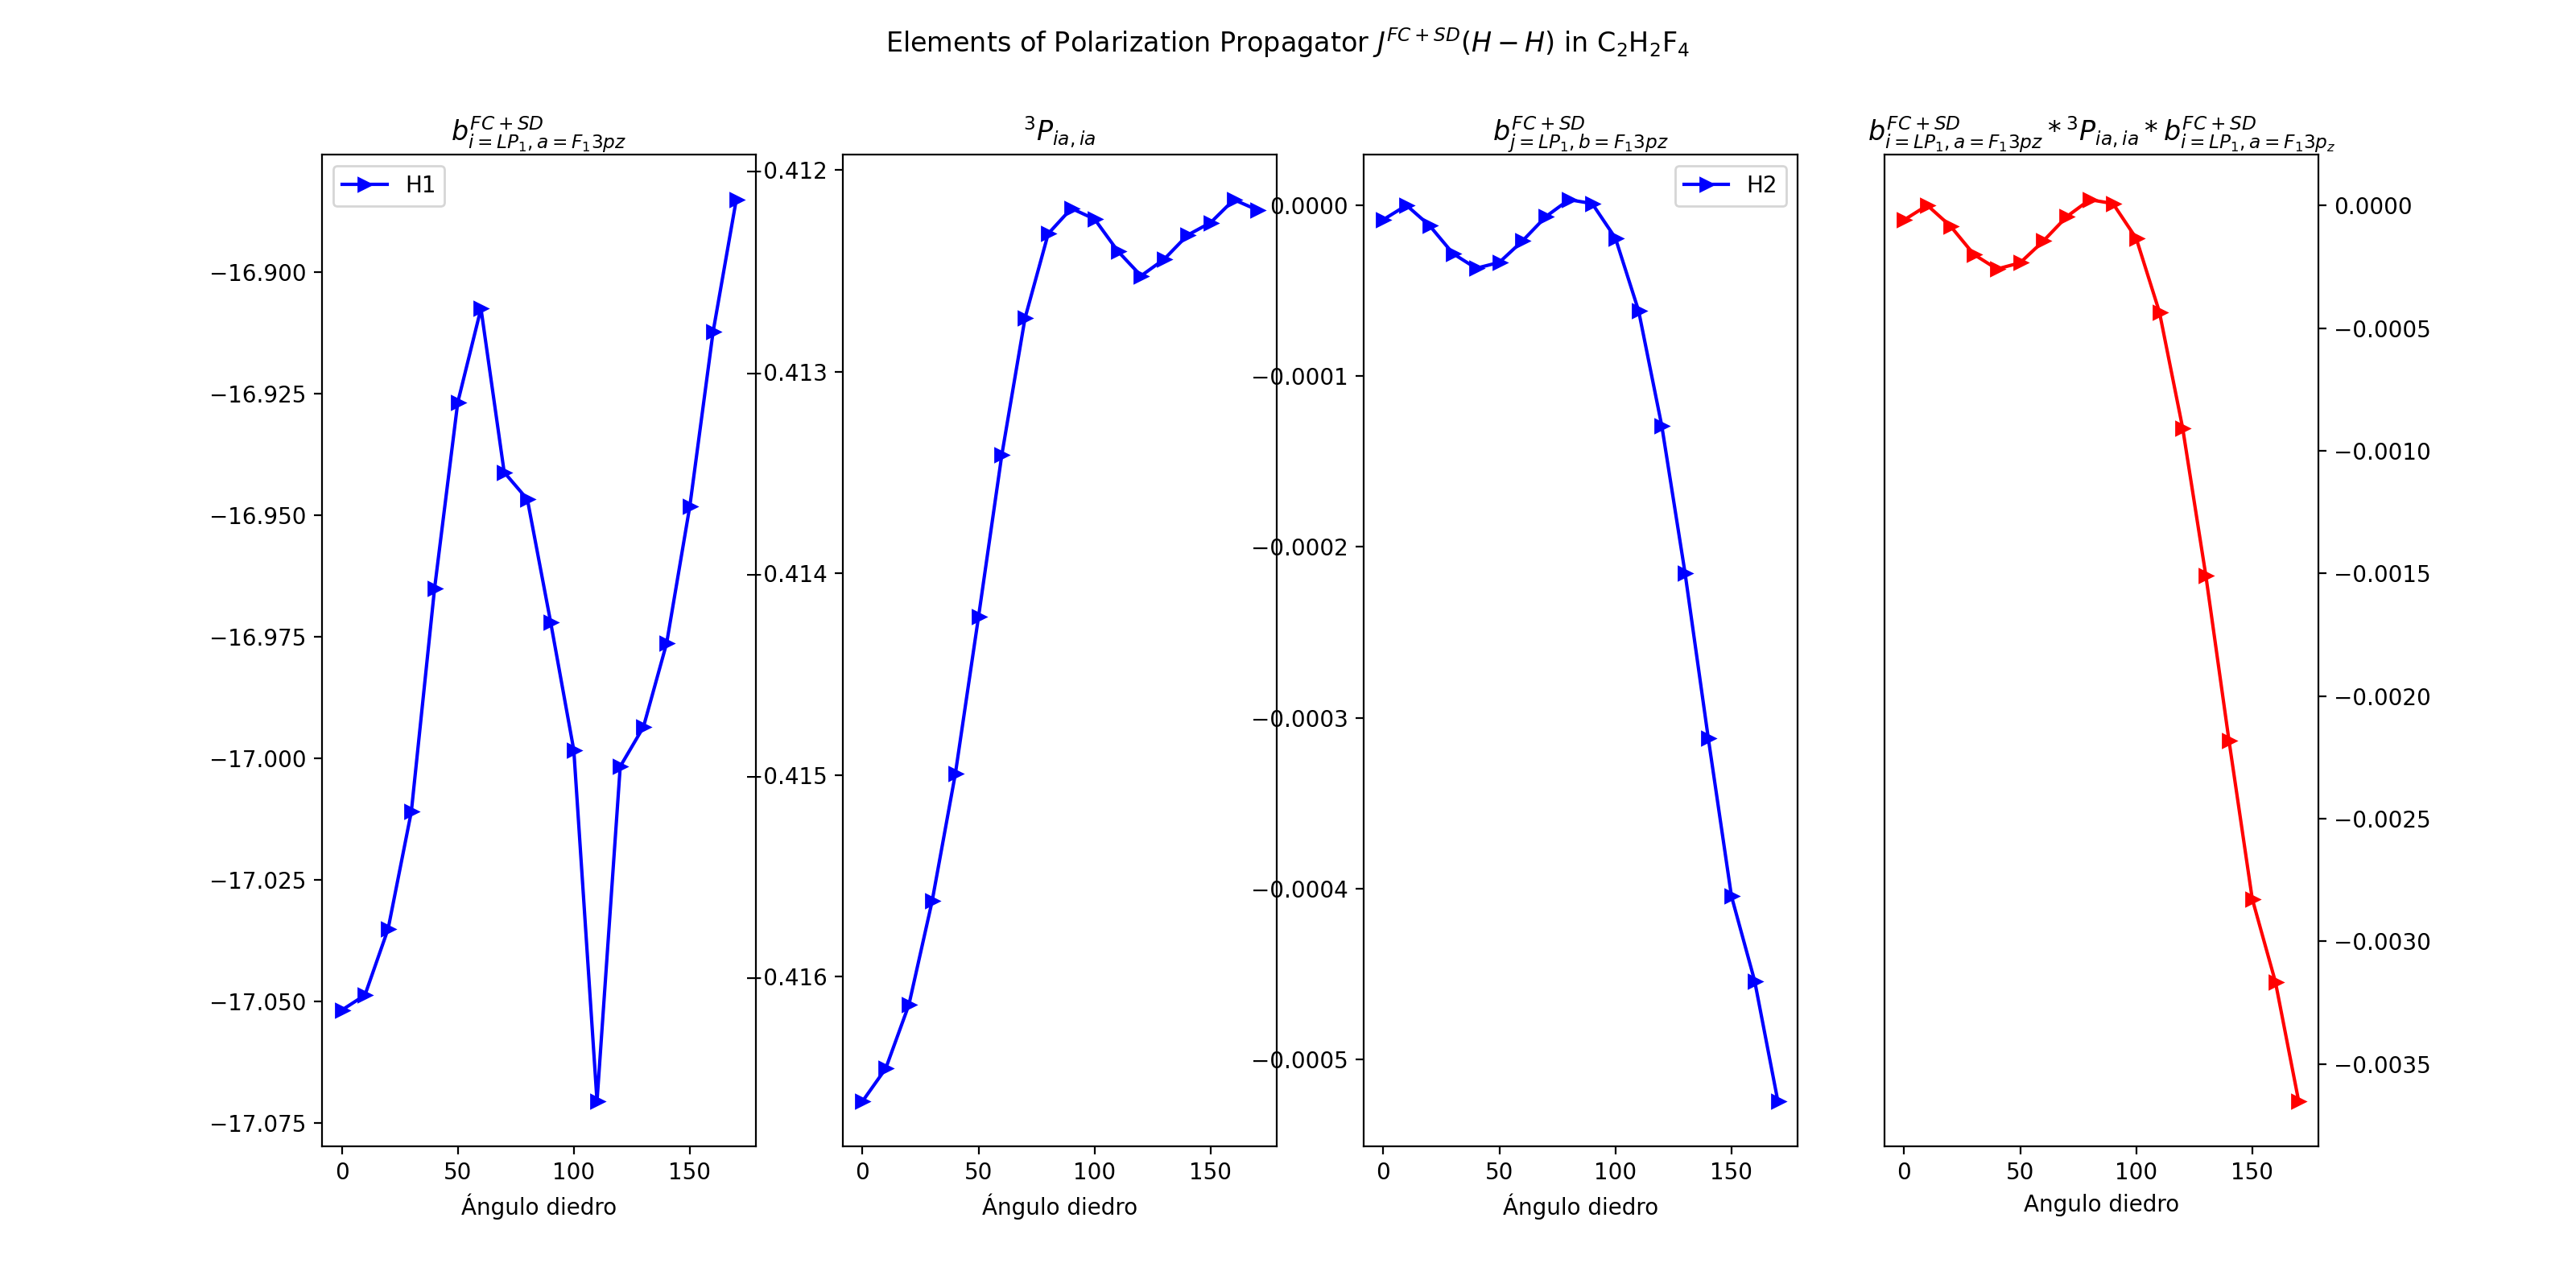 Elements of Polarization Propagator J^{FC+SD}(H − H) in C₂H₂F₄
b^{FC+SD}_{i=LP₁, a=F₁3pz}
H1
−16.900
−16.925
−16.950
−16.975
−17.000
−17.025
−17.050
−17.075
0 50 100 150
Ángulo diedro
³P_{ia, ia}
−0.412
−0.413
−0.414
−0.415
−0.416
0 50 100 150
Ángulo diedro
b^{FC+SD}_{j=LP₁, b=F₁3pz}
H2
0.0000
−0.0001
−0.0002
−0.0003
−0.0004
−0.0005
0 50 100 150
Ángulo diedro
b^{FC+SD}_{i=LP₁, a=F₁3pz} * ³P_{ia, ia} * b^{FC+SD}_{i=LP₁, a=F₁3p_z}
0.0000
−0.0005
−0.0010
−0.0015
−0.0020
−0.0025
−0.0030
−0.0035
0 50 100 150
Angulo diedro